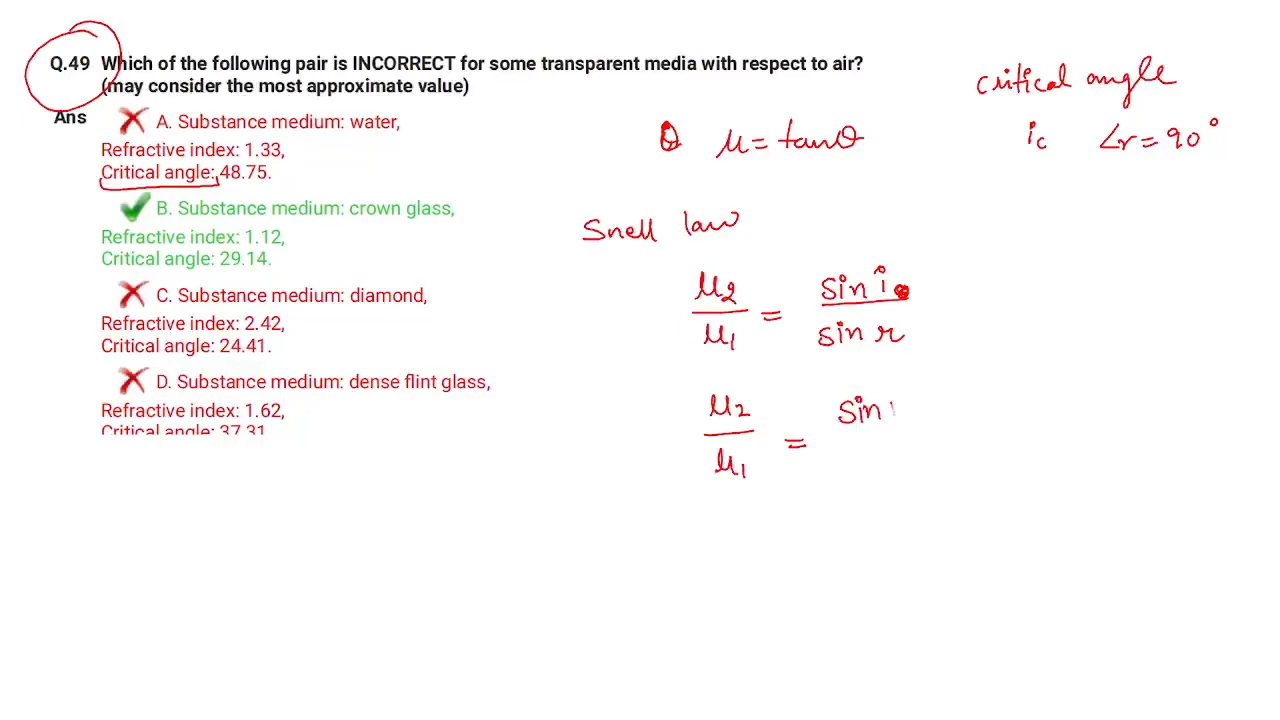 Q.49 Which of the following pair is INCORRECT for some transparent media with respect to air?
(may consider the most approximate value)
Ans
A. Substance medium: water,
Refractive index: 1.33,
Critical angle: 48.75.
B. Substance medium: crown glass,
Refractive index: 1.12,
Critical angle: 29.14.
C. Substance medium: diamond,
Refractive index: 2.42,
Critical angle: 24.41.
D. Substance medium: dense flint glass,
Refractive index: 1.62,
Critical angle: 37.31
critical angle
θ μ = tanθ
ic ∠r = 90°
Snell law
μ2/μ1 = sin i/sin r
μ2/μ1 = sin